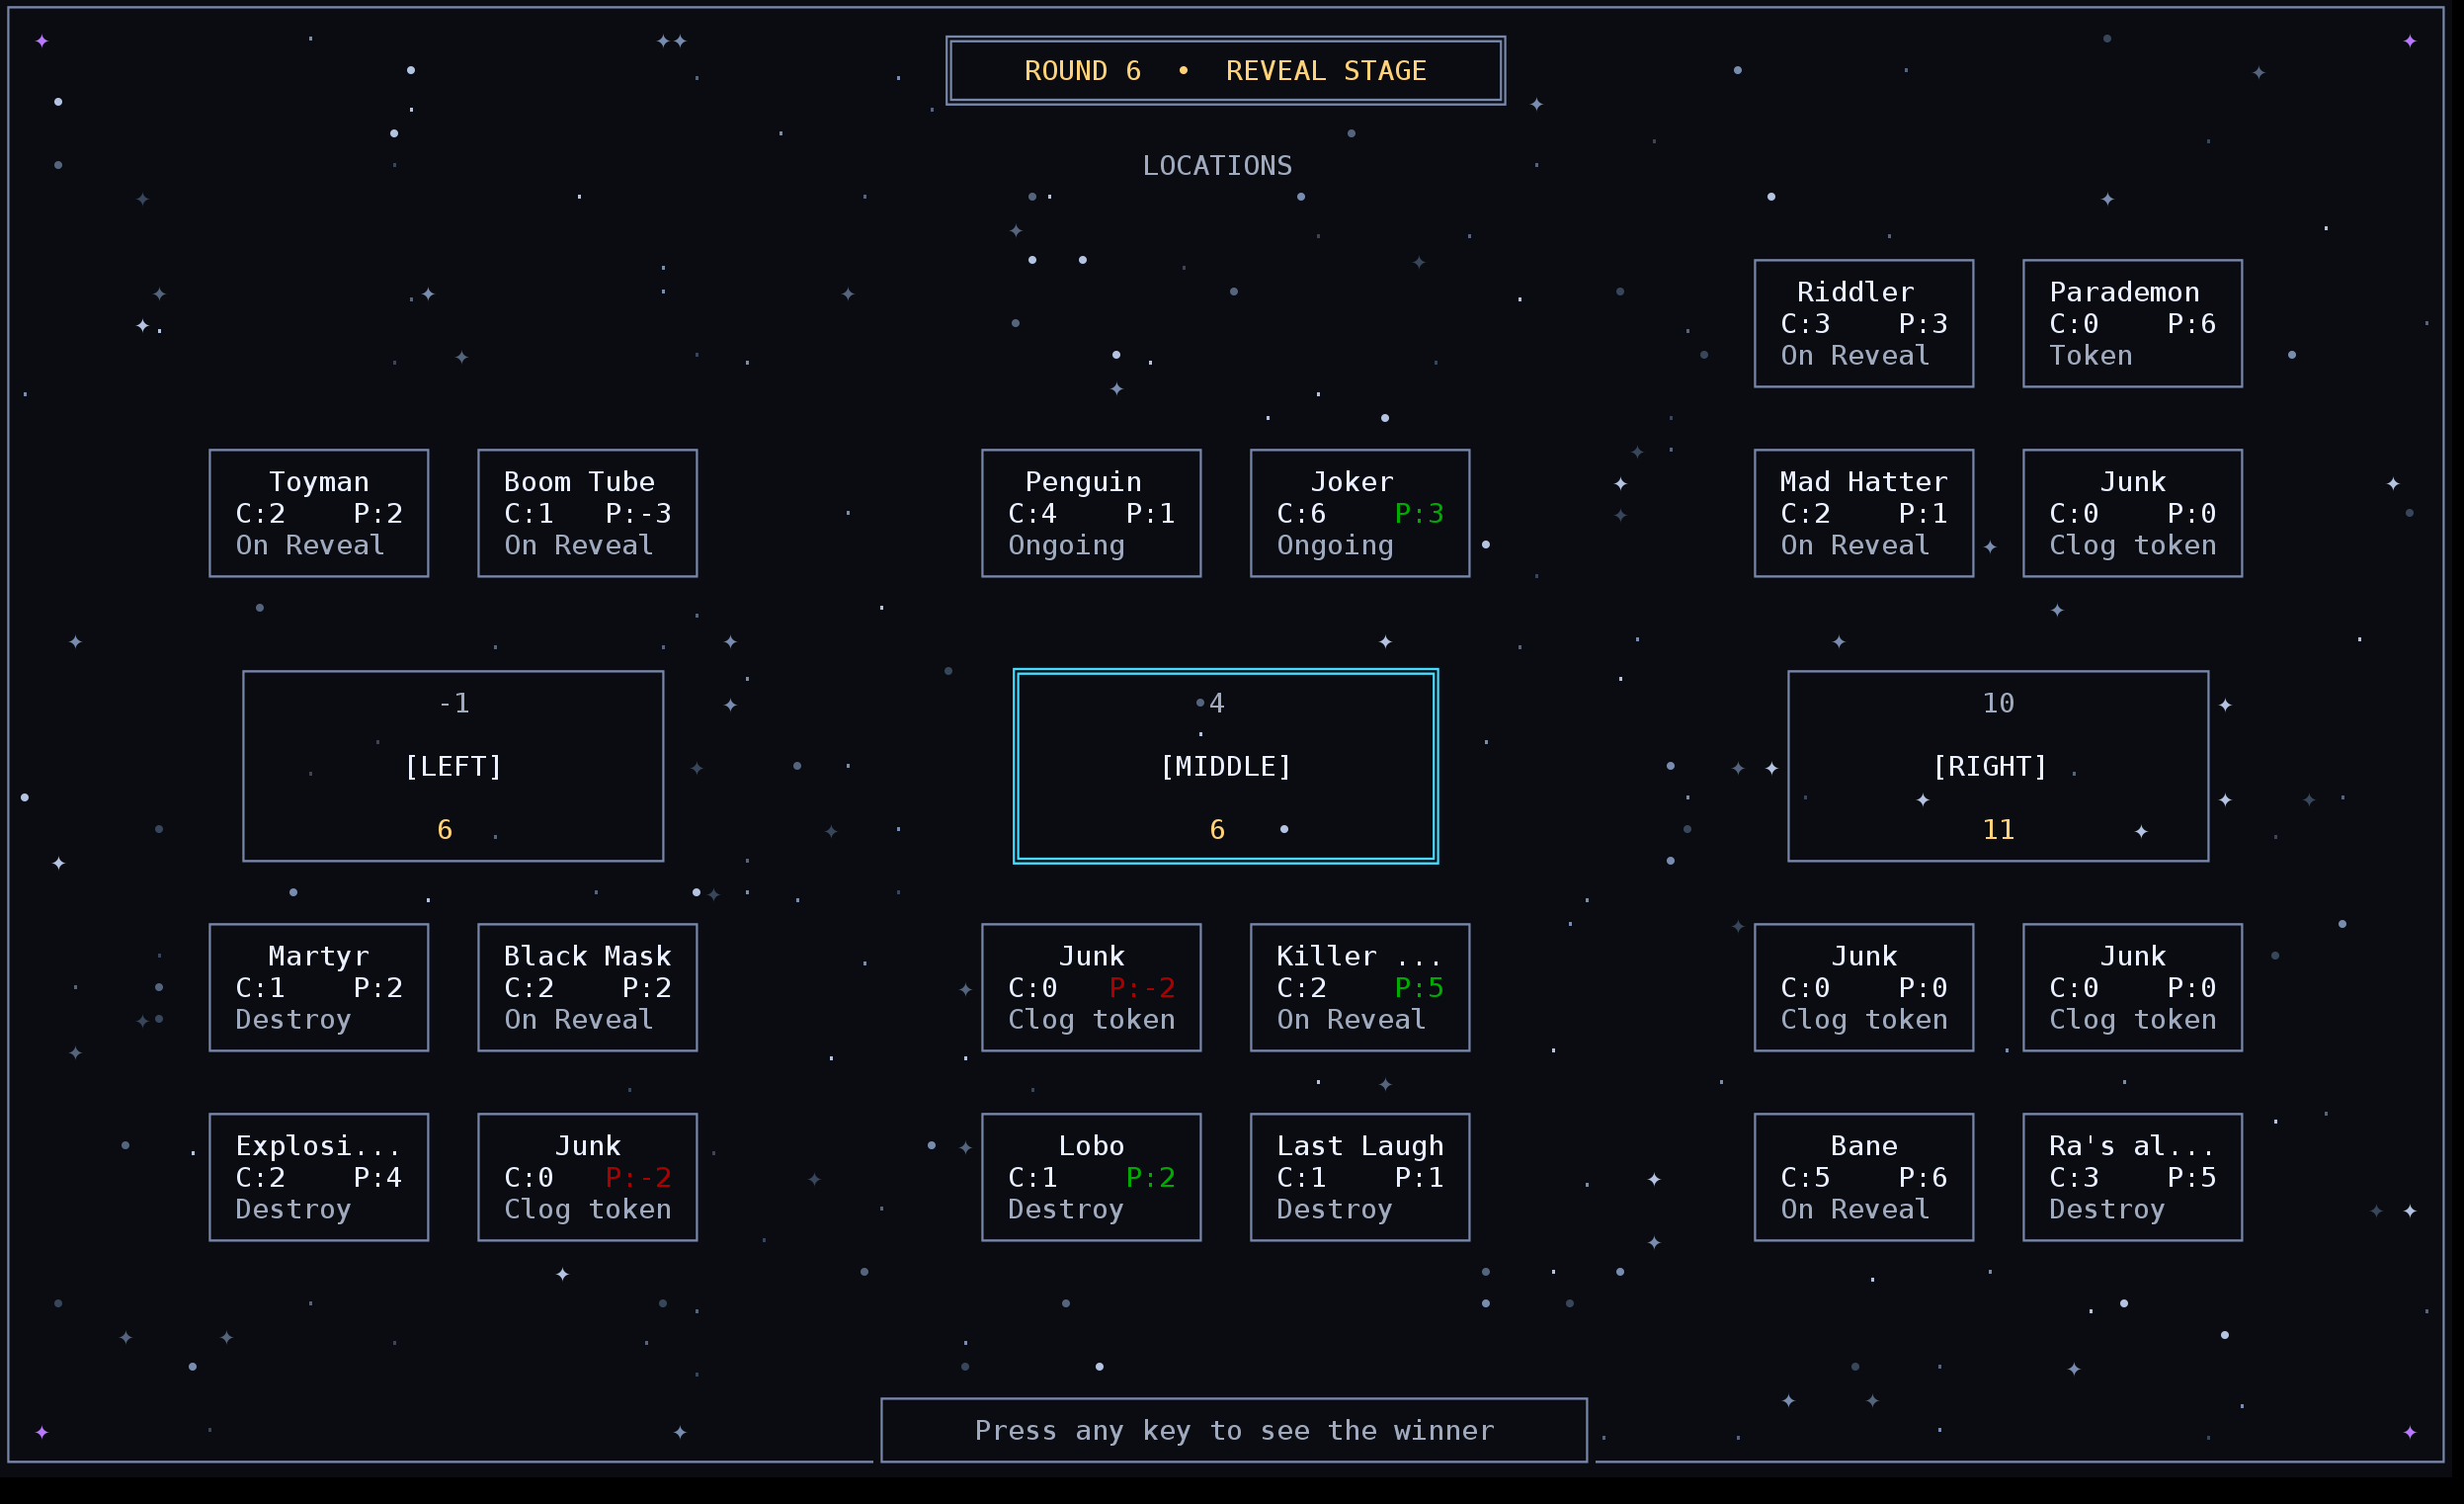 ROUND 6 • REVEAL STAGE
LOCATIONS
Riddler
C:3 P:3
On Reveal
Parademon
C:0 P:6
Token
Toyman
C:2 P:2
On Reveal
Boom Tube
C:1 P:-3
On Reveal
Penguin
C:4 P:1
Ongoing
Joker
C:6 P:3
Ongoing
Mad Hatter
C:2 P:1
On Reveal
Junk
C:0 P:0
Clog token
-1
[LEFT]
6
4
[MIDDLE]
6
10
[RIGHT]
11
Martyr
C:1 P:2
Destroy
Black Mask
C:2 P:2
On Reveal
Junk
C:0 P:-2
Clog token
Killer ...
C:2 P:5
On Reveal
Junk
C:0 P:0
Clog token
Junk
C:0 P:0
Clog token
Explosi...
C:2 P:4
Destroy
Junk
C:0 P:-2
Clog token
Lobo
C:1 P:2
Destroy
Last Laugh
C:1 P:1
Destroy
Bane
C:5 P:6
On Reveal
Ra's al...
C:3 P:5
Destroy
Press any key to see the winner